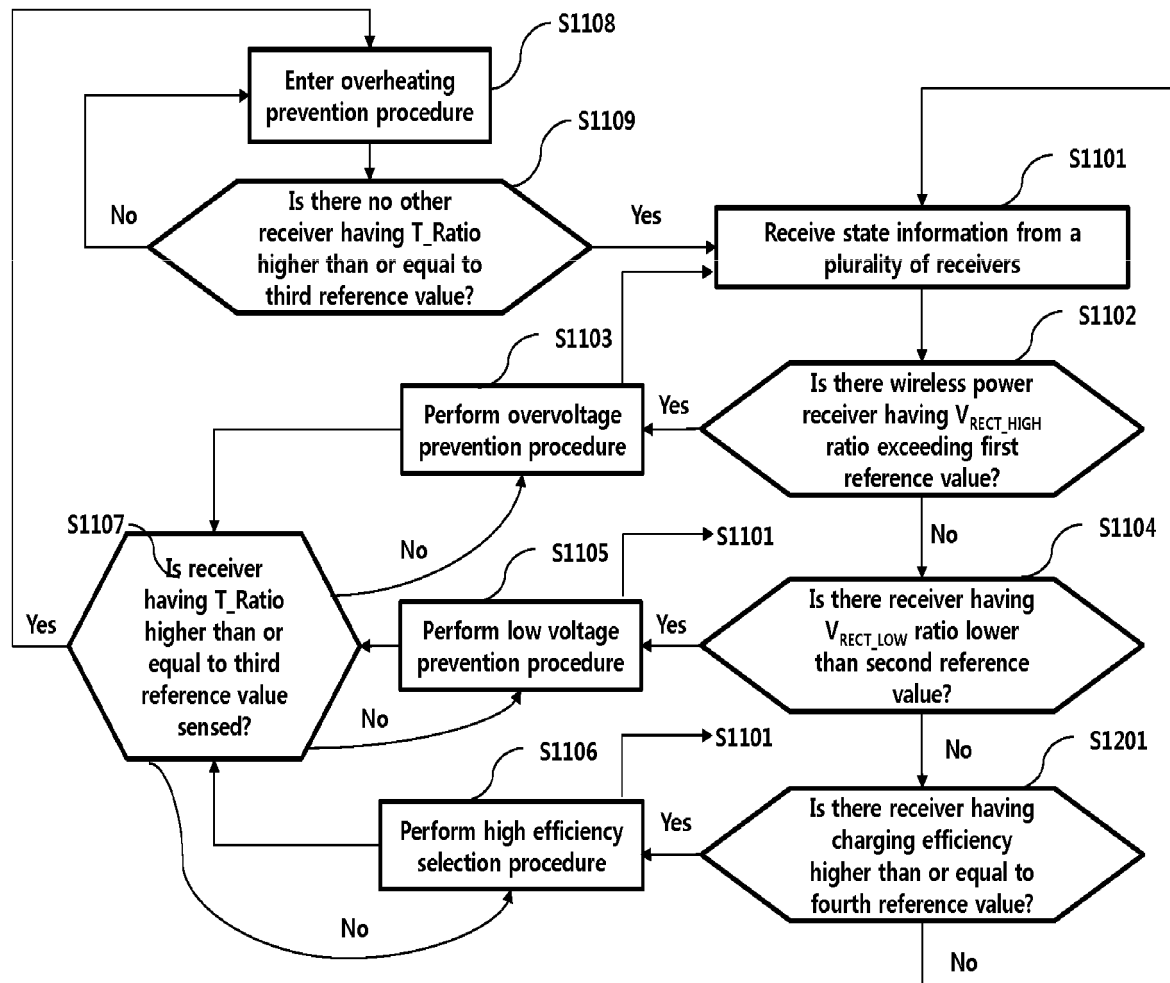 S1108
Enter overheating
prevention procedure
S1109
Is there no other
receiver having T_Ratio
higher than or equal to
third reference value?
No
Yes
S1101
Receive state information from a
plurality of receivers
S1102
Is there wireless power
receiver having VRECT_HIGH
ratio exceeding first
reference value?
Yes
No
S1103
Perform overvoltage
prevention procedure
S1107
Is receiver
having T_Ratio
higher than or
equal to third
reference value
sensed?
Yes
No
No
No
S1104
Is there receiver having
VRECT_LOW ratio lower
than second reference
value?
Yes
No
S1105
S1101
Perform low voltage
prevention procedure
S1201
Is there receiver having
charging efficiency
higher than or equal to
fourth reference value?
Yes
No
S1106
S1101
Perform high efficiency
selection procedure